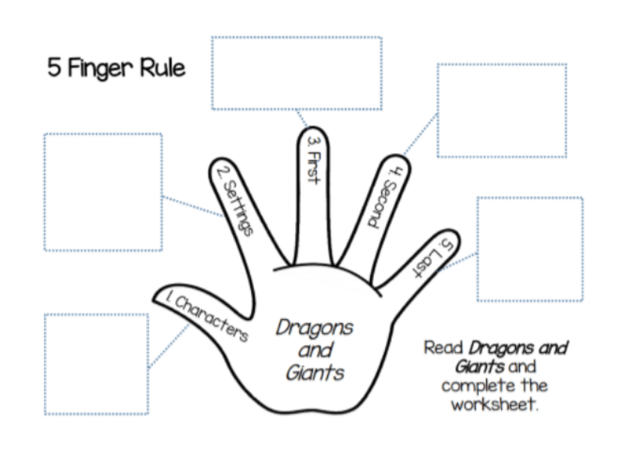 5 Finger Rule
1. Characters
2. Settings
3. First
4. Second
5. Last
Dragons
and
Giants
Read Dragons and
Giants and
complete the
worksheet.